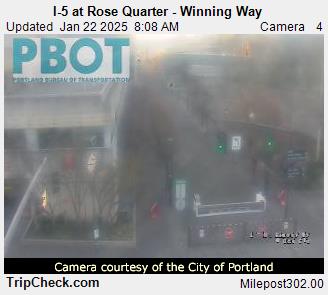 I-5 at Rose Quarter - Winning Way
Updated Jan 22 2025 8:08 AM Camera 4
PBOT
PORTLAND BUREAU OF TRANSPORTATION
Camera courtesy of the City of Portland
TripCheck.com Milepost302.00